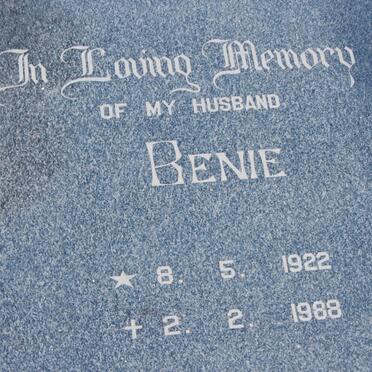 In Loving Memory
OF MY HUSBAND
BENIE
★ 8. 5. 1922
✝ 2. 2. 1988